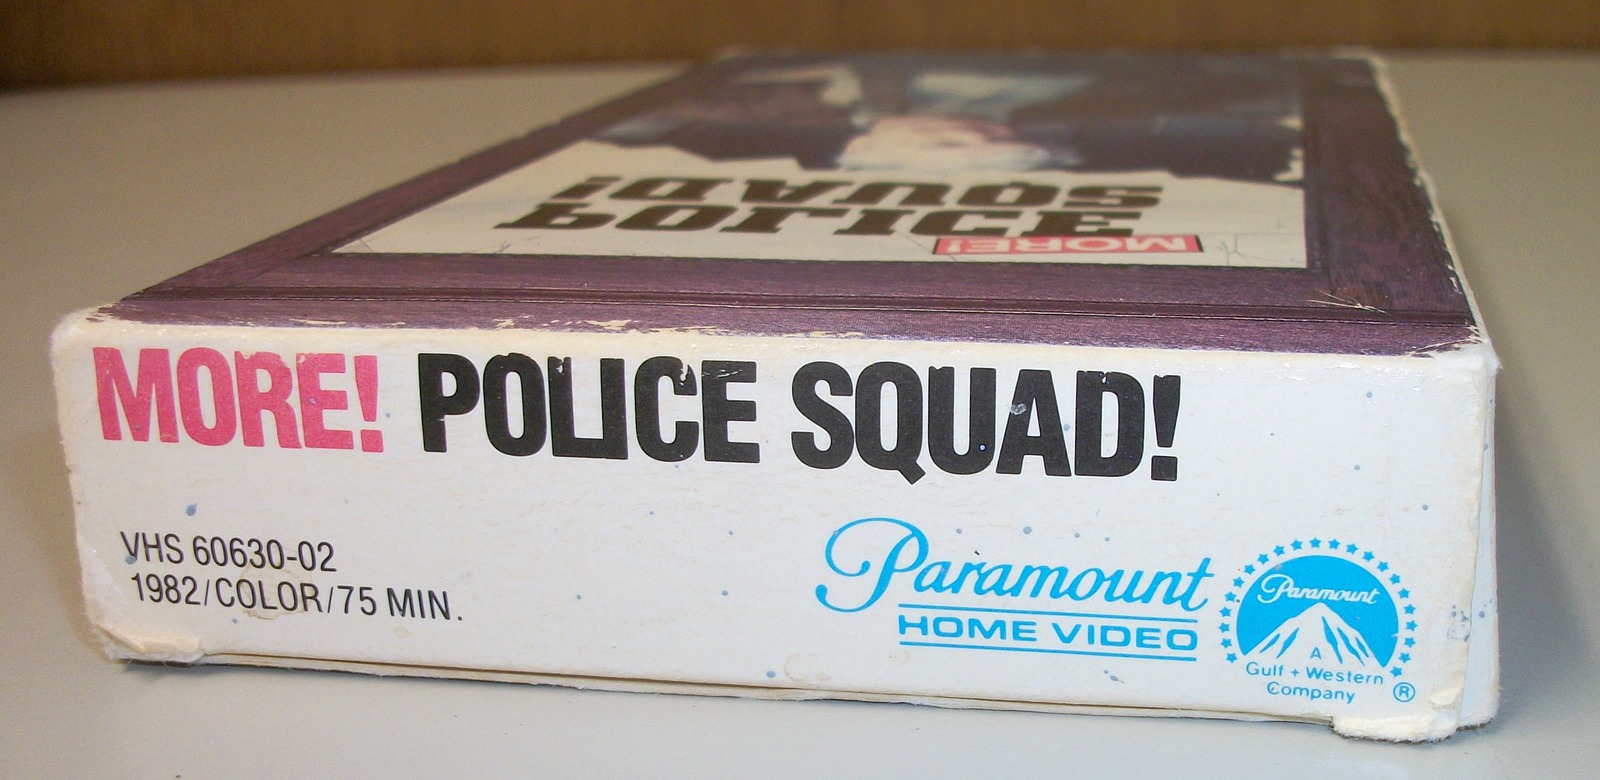 MORE!
POLICE
SQUAD!
MORE! POLICE SQUAD!
VHS 60630-02
1982/COLOR/75 MIN.
Paramount
HOME VIDEO
Paramount
A
Gulf + Western
Company ®